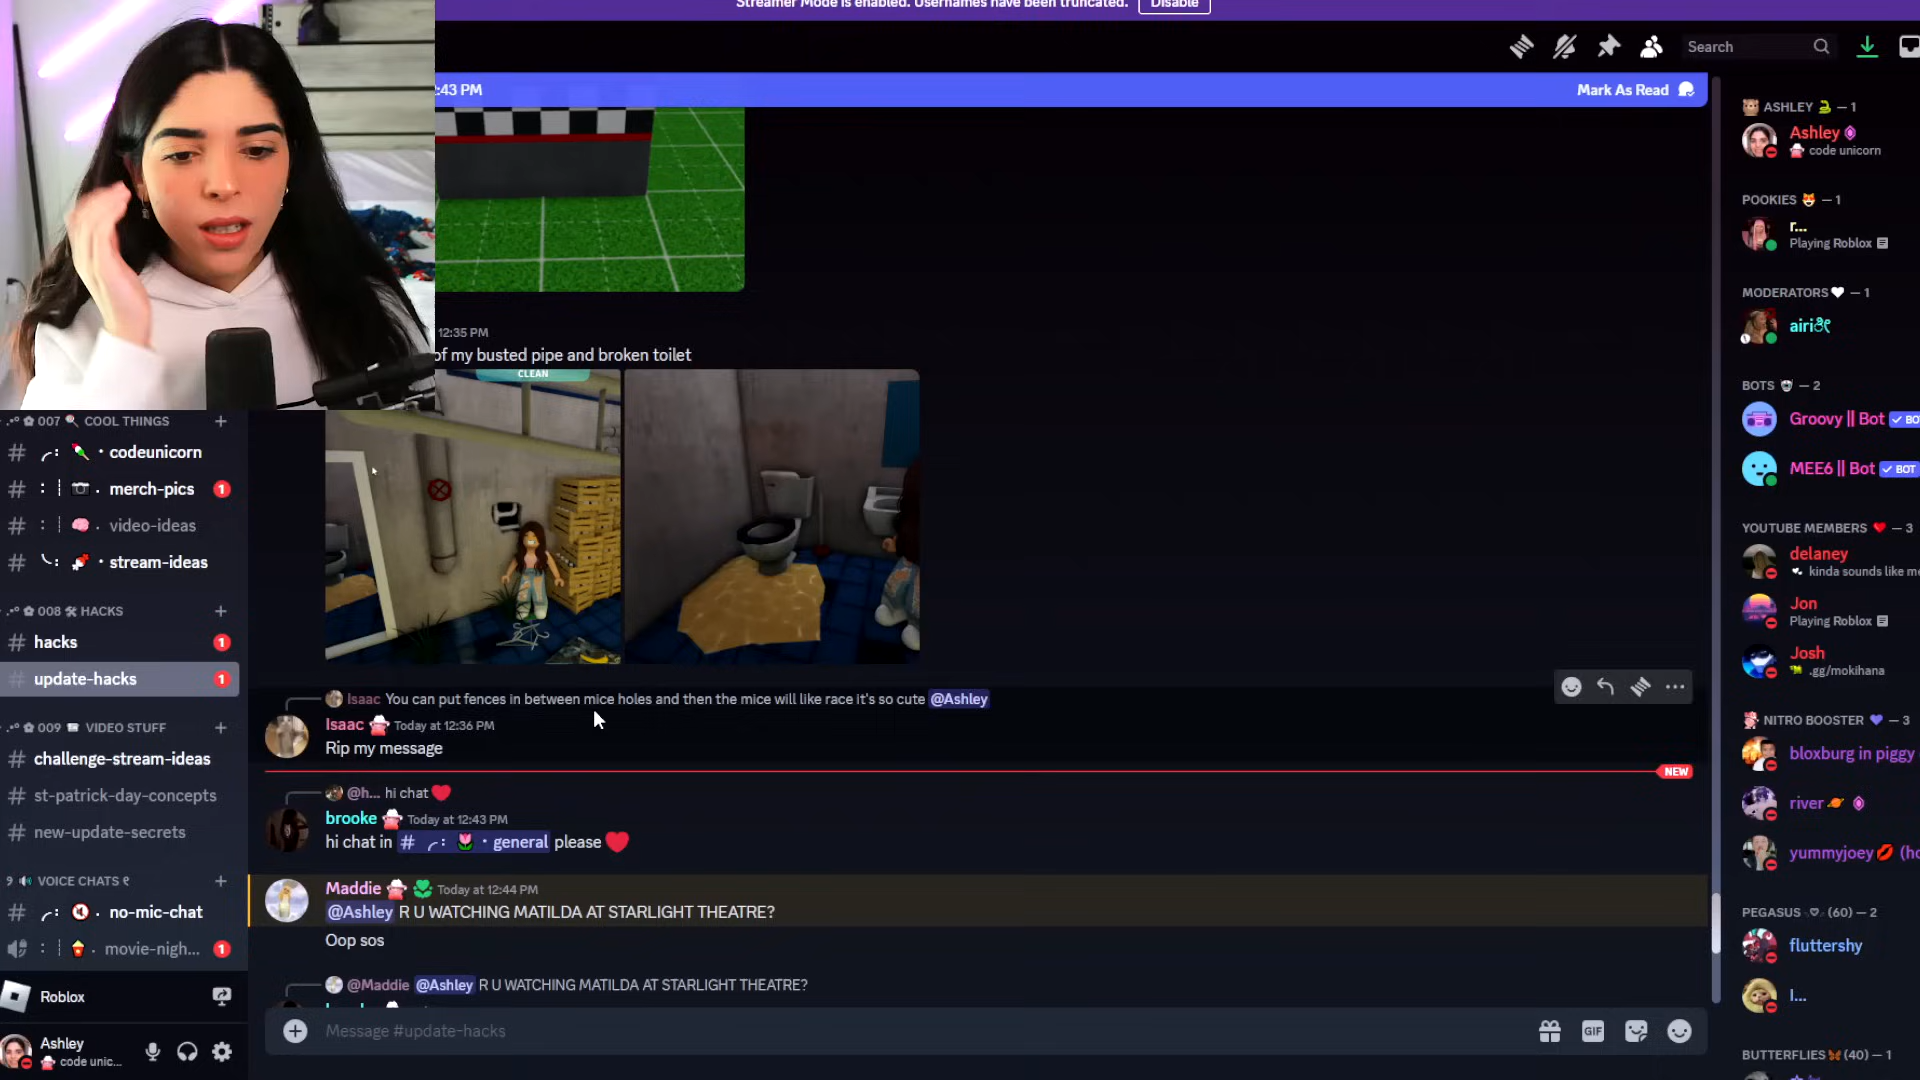 Streamer Mode is enabled. Usernames have been truncated.
Disable
Search
:43 PM
Mark As Read
12:35 PM
of my busted pipe and broken toilet
CLEAN
Isaac You can put fences in between mice holes and then the mice will like race it's so cute @Ashley
Isaac Today at 12:36 PM
Rip my message
NEW
@h... hi chat
brooke Today at 12:43 PM
hi chat in # general please
Maddie Today at 12:44 PM
@Ashley R U WATCHING MATILDA AT STARLIGHT THEATRE?
Oop sos
@Maddie @Ashley R U WATCHING MATILDA AT STARLIGHT THEATRE?
Message #update-hacks
GIF
007 COOL THINGS
codeunicorn
merch-pics 1
video-ideas
stream-ideas
008 HACKS
hacks 1
update-hacks 1
009 VIDEO STUFF
challenge-stream-ideas
st-patrick-day-concepts
new-update-secrets
9 VOICE CHATS
no-mic-chat
movie-nigh... 1
Roblox
Ashley
code unic...
ASHLEY — 1
Ashley
code unicorn
POOKIES — 1
r...
Playing Roblox
MODERATORS — 1
airi
BOTS — 2
Groovy || Bot BO
MEE6 || Bot BOT
YOUTUBE MEMBERS — 3
delaney
kinda sounds like me
Jon
Playing Roblox
Josh
.gg/mokihana
NITRO BOOSTER — 3
bloxburg in piggy
river
yummyjoey (ho
PEGASUS (60) — 2
fluttershy
l...
BUTTERFLIES (40) — 1